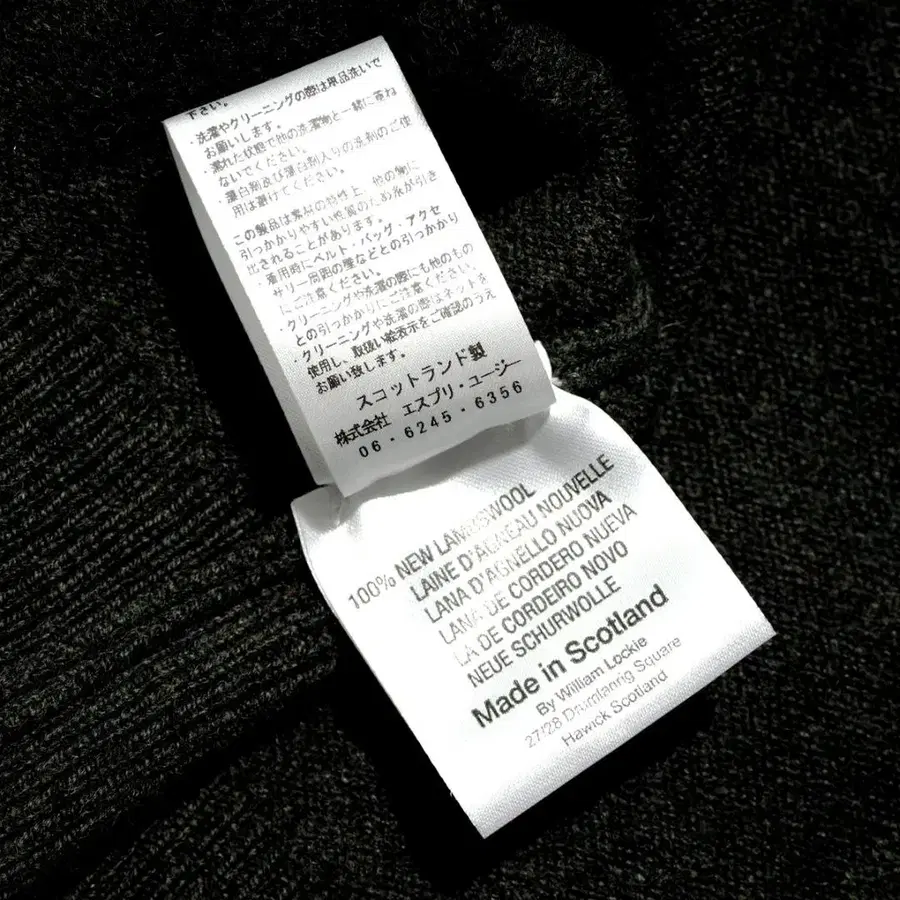 下さい。
・洗濯やクリーニングの際は単品洗いで
お願いします。
・濡れた状態で他の洗濯物と一緒に重ね
ないでください。
・蛍白剤及び蛍白剤入りの洗剤のご使
用は避けてください。
この製品は素材の特性上、他の物に
引っかかりやすい性質のため糸が引き
出されることがあります。
・着用時にベルト・バッグ・アクセ
サリー周囲の壁などとの引っかかり
にご注意ください。
・クリーニングや洗濯の際にも他のもの
との引っかかりにご注意ください。
・クリーニングや洗濯の際はネットを
使用し、取扱い絵表示をご確認のうえ
お願い致します。
スコットランド製
株式会社 エスプリ・ユージー
06-6245-6356
100% NEW LAMBSWOOL
LAINE D'AGNEAU NOUVELLE
LANA D'AGNELLO NUOVA
LANA DE CORDERO NUEVA
LA DE CORDEIRO NOVO
NEUE SCHURWOLLE
Made in Scotland
By William Lockie
27/28 Drumlanrig Square
Hawick Scotland